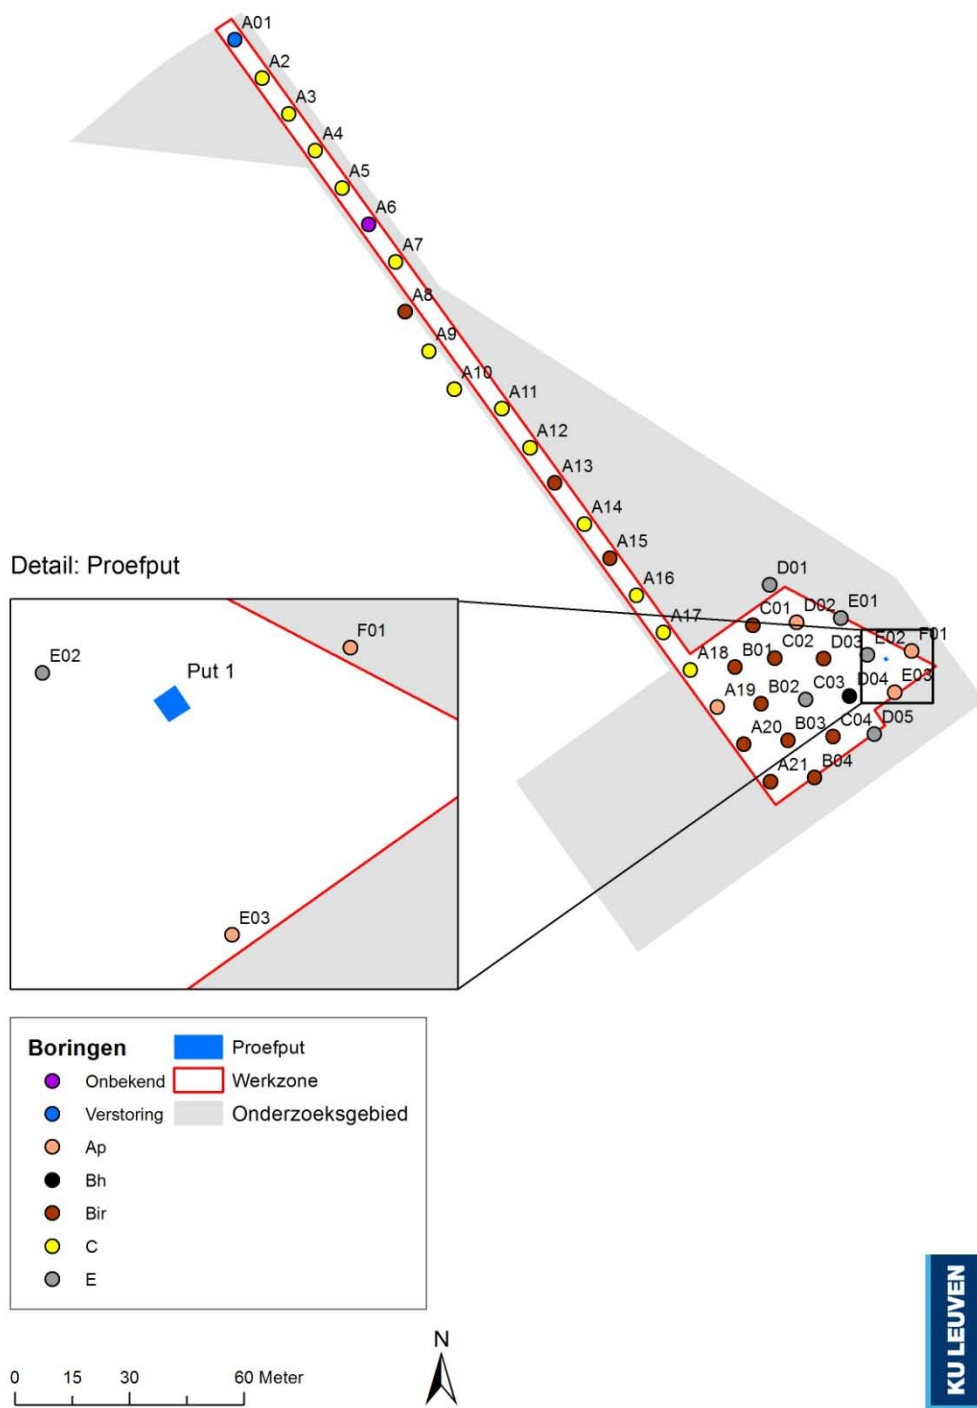 A01
A2
A3
A4
A5
A6
A7
A8
A9
A10
A11
A12
A13
A14
A15
A16
A17
A18
A19
A20
A21
D01
C01
D02
E01
B01
C02
D03
E02
F01
B02
C03
D04
E03
B03
C04
D05
B04
Detail: Proefput
F01
E02
Put 1
E03
Boringen
Onbekend
Verstoring
Ap
Bh
Bir
C
E
Proefput
Werkzone
Onderzoeksgebied
N
0 15 30 60 Meter
KU LEUVEN